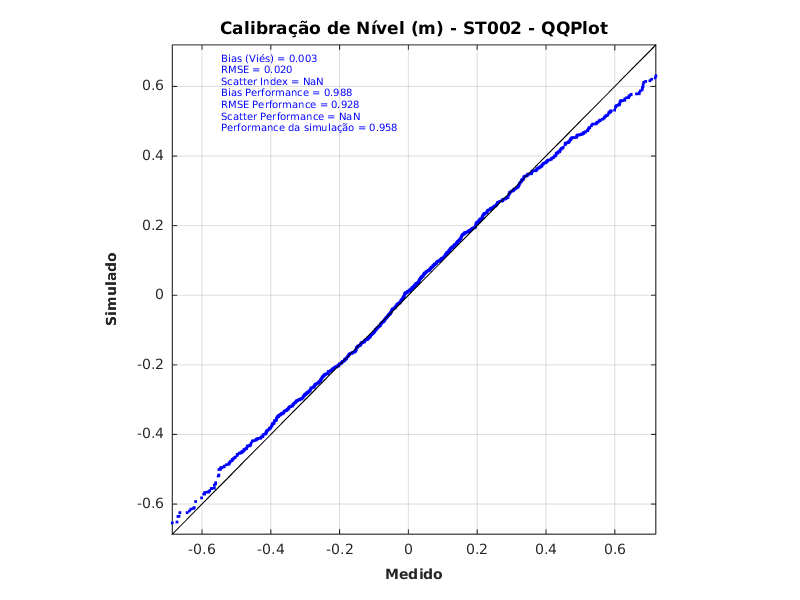 Calibração de Nível (m) - ST002 - QQPlot
Bias (Viés) = 0.003
RMSE = 0.020
Scatter Index = NaN
Bias Performance = 0.988
RMSE Performance = 0.928
Scatter Performance = NaN
Performance da simulação = 0.958
0.6
0.4
0.2
0
-0.2
-0.4
-0.6
Simulado
-0.6 -0.4 -0.2 0 0.2 0.4 0.6
Medido